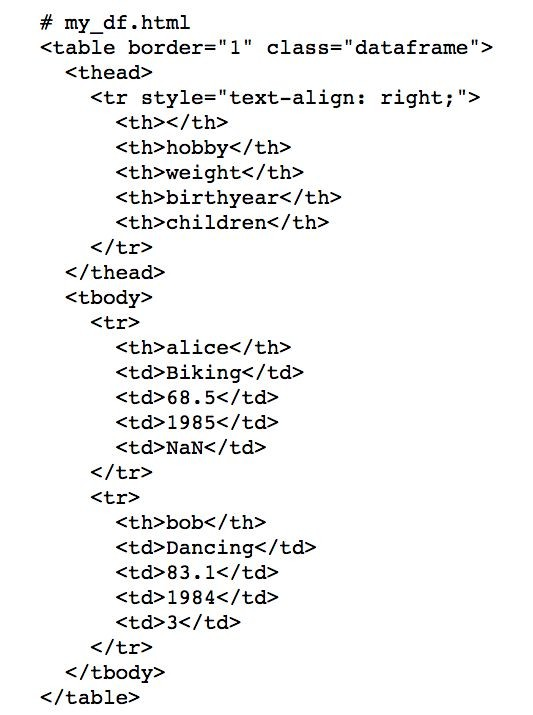 # my_df.html
<table border="1" class="dataframe">
  <thead>
    <tr style="text-align: right;">
      <th></th>
      <th>hobby</th>
      <th>weight</th>
      <th>birthyear</th>
      <th>children</th>
    </tr>
  </thead>
  <tbody>
    <tr>
      <th>alice</th>
      <td>Biking</td>
      <td>68.5</td>
      <td>1985</td>
      <td>NaN</td>
    </tr>
    <tr>
      <th>bob</th>
      <td>Dancing</td>
      <td>83.1</td>
      <td>1984</td>
      <td>3</td>
    </tr>
  </tbody>
</table>